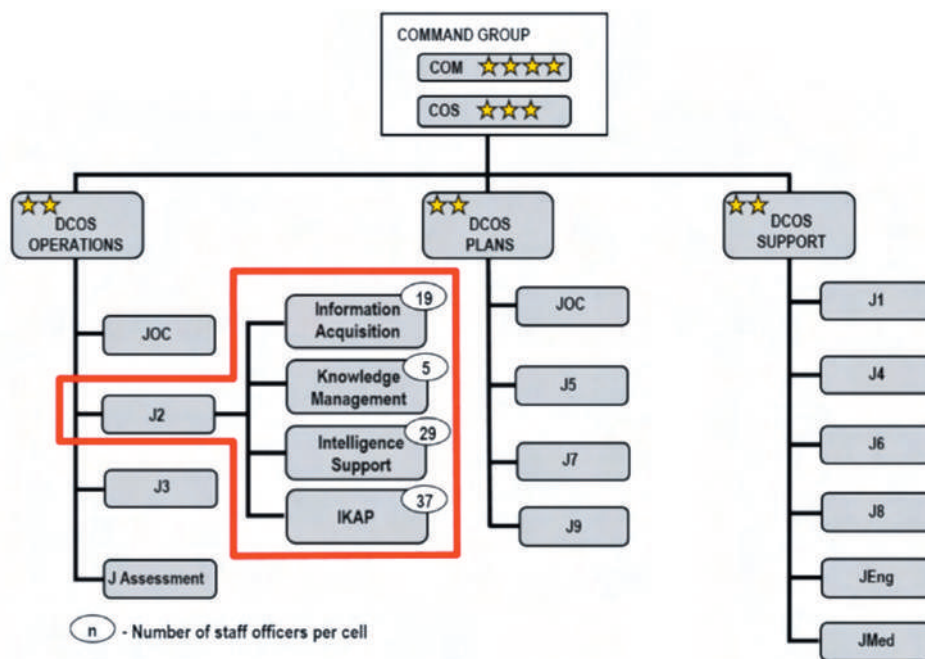 COMMAND GROUP
COM
COS
DCOS
OPERATIONS
DCOS
PLANS
DCOS
SUPPORT
JOC
J2
J3
J Assessment
Information
Acquisition
19
Knowledge
Management
5
Intelligence
Support
29
IKAP
37
JOC
J5
J7
J9
J1
J4
J6
J8
JEng
JMed
n - Number of staff officers per cell